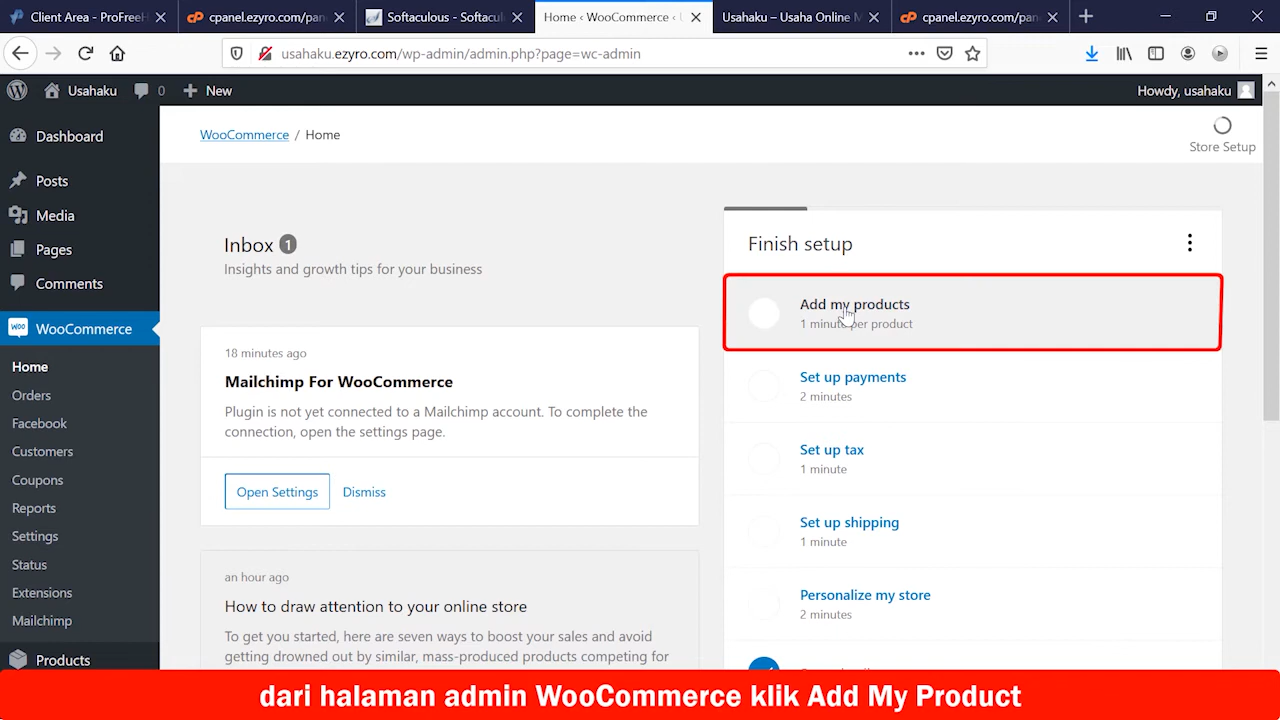 Client Area - ProFreeH
cpanel.ezyro.com/pan
Softaculous - Softacul
Home ‹ WooCommerce ‹ U
Usahaku – Usaha Online M
cpanel.ezyro.com/pan
usahaku.ezyro.com/wp-admin/admin.php?page=wc-admin
Usahaku
0
New
Howdy, usahaku
Dashboard
Posts
Media
Pages
Comments
WooCommerce
Home
Orders
Facebook
Customers
Coupons
Reports
Settings
Status
Extensions
Mailchimp
Products
WooCommerce / Home
Store Setup
Inbox 1
Insights and growth tips for your business
18 minutes ago
Mailchimp For WooCommerce
Plugin is not yet connected to a Mailchimp account. To complete the
connection, open the settings page.
Open Settings
Dismiss
an hour ago
How to draw attention to your online store
To get you started, here are seven ways to boost your sales and avoid
getting drowned out by similar, mass-produced products competing for
Finish setup
Add my products
1 minute per product
Set up payments
2 minutes
Set up tax
1 minute
Set up shipping
1 minute
Personalize my store
2 minutes
dari halaman admin WooCommerce klik Add My Product